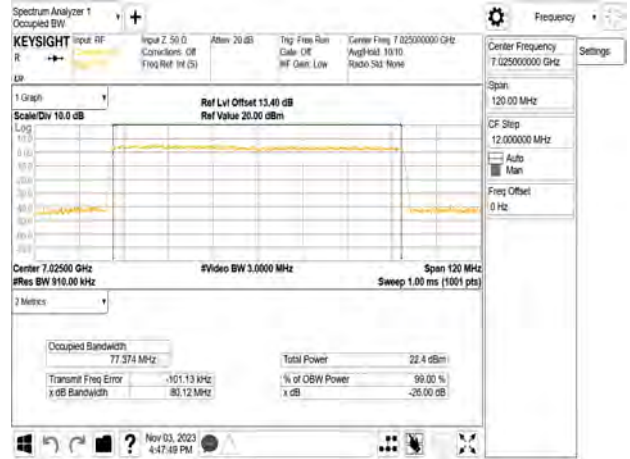 Spectrum Analyzer 1
Occupied BW
Frequency
KEYSIGHT Input: RF
R
Input Z: 50 Ω
Corrections: Off
Freq Ref: Int (S)
Atten: 20 dB
Trig: Free Run
Gate: Off
#IF Gain: Low
Center Freq: 7.025000000 GHz
Avg|Hold: 10/10
Radio Std: None
Center Frequency
7.025000000 GHz
Settings
Span
120.00 MHz
CF Step
12.000000 MHz
Auto
Man
Freq Offset
0 Hz
1 Graph
Scale/Div 10.0 dB
Log
Ref Lvl Offset 13.40 dB
Ref Value 20.00 dBm
10.0
0.00
Center 7.02500 GHz
#Res BW 910.00 kHz
#Video BW 3.0000 MHz
Span 120 MHz
Sweep 1.00 ms (1001 pts)
2 Metrics
Occupied Bandwidth
77.374 MHz
Total Power 22.4 dBm
Transmit Freq Error -101.13 kHz
% of OBW Power 99.00 %
x dB Bandwidth 80.12 MHz
x dB -26.00 dB
?
Nov 03, 2023
4:47:49 PM